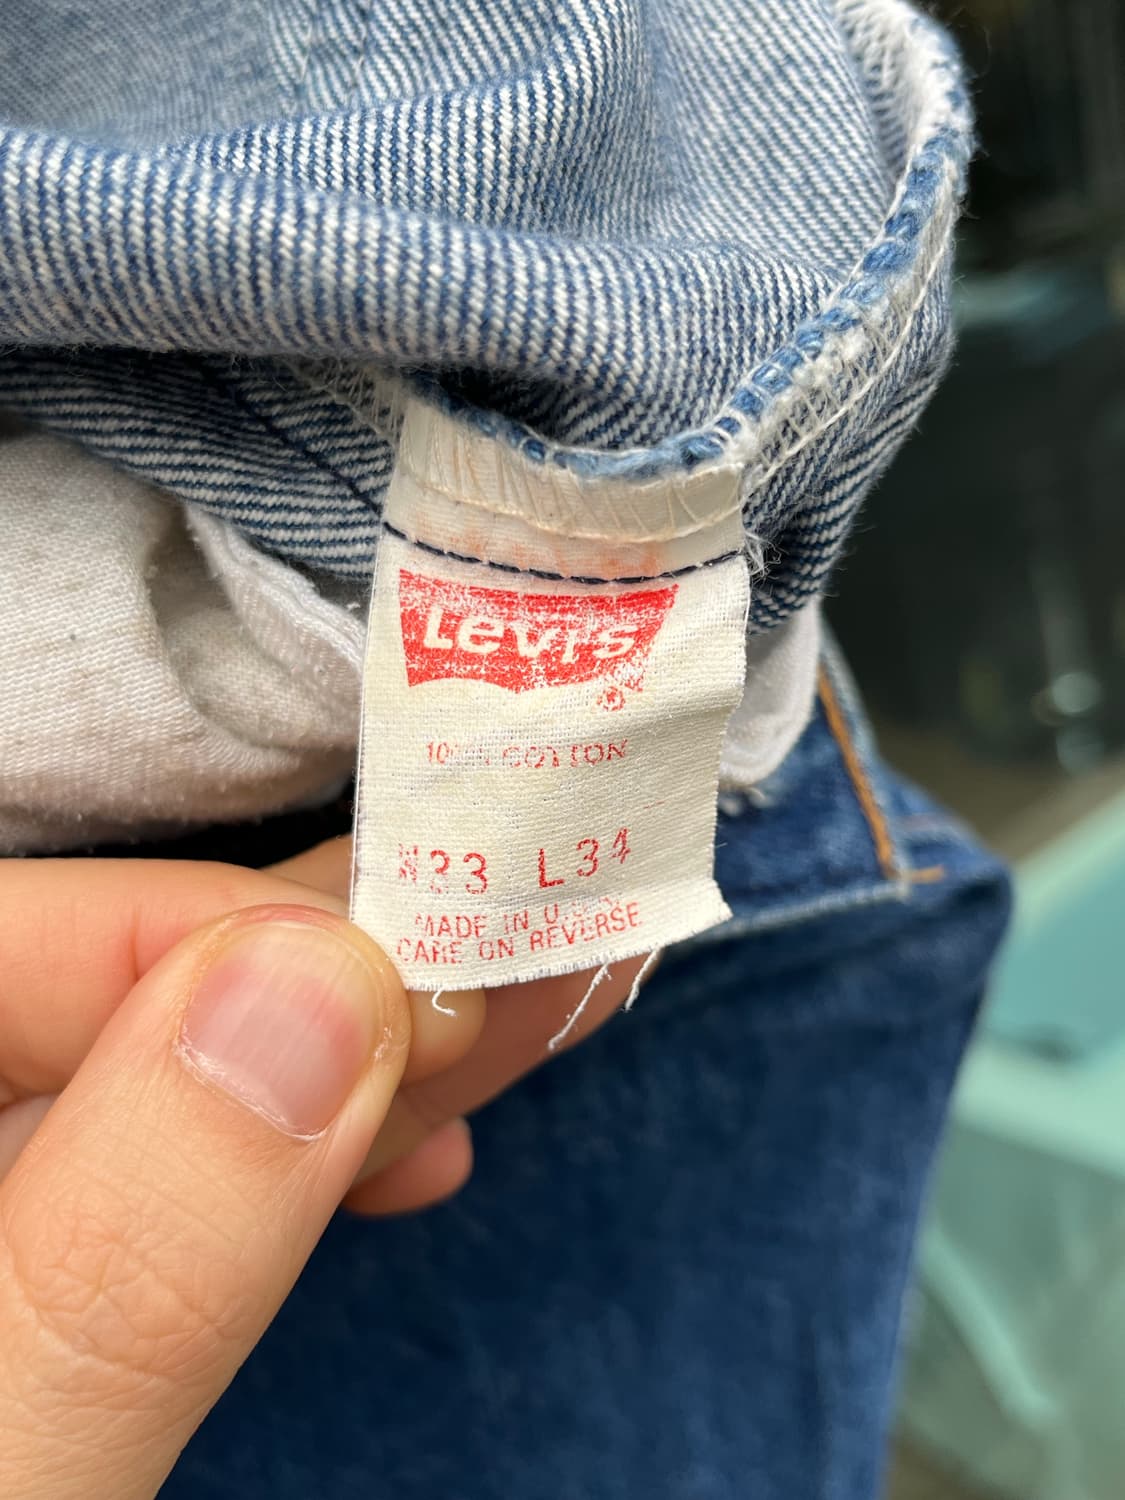 Levi's
®
100% COTTON
W33 L34
MADE IN U.S.A.
CARE ON REVERSE